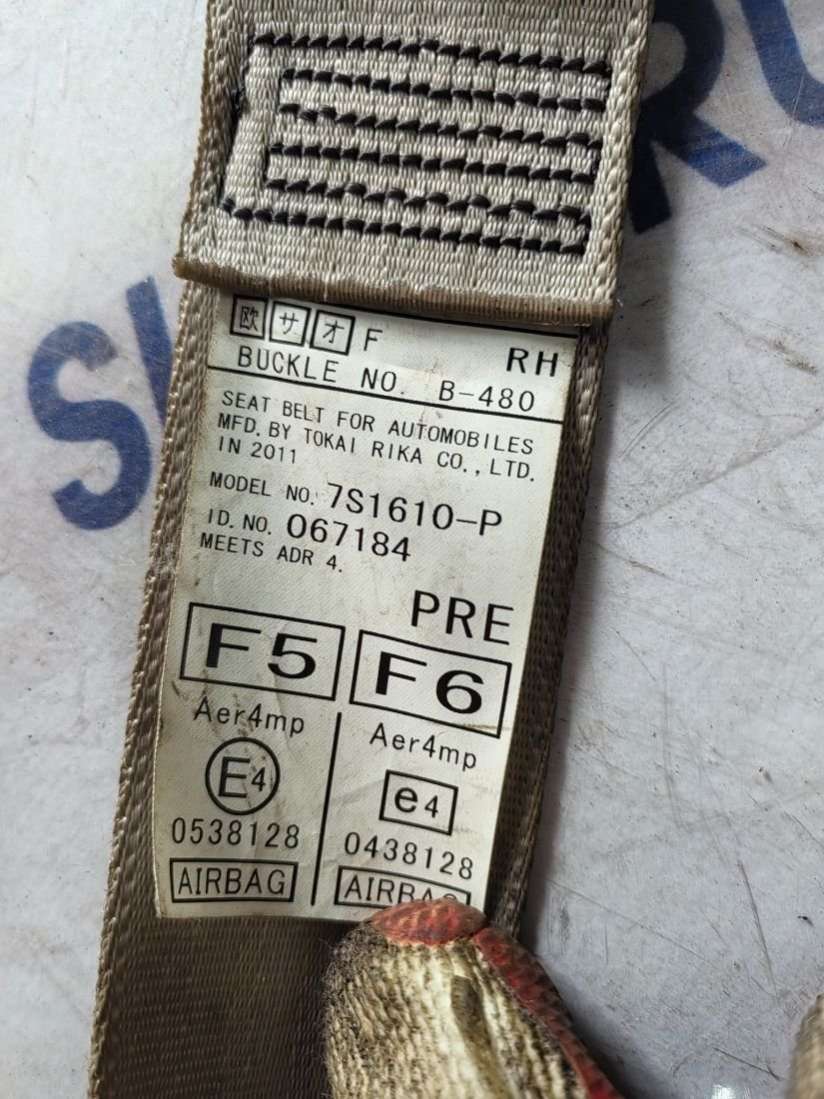 欧 サ オ F RH
BUCKLE NO. B-480
SEAT BELT FOR AUTOMOBILES
MFD. BY TOKAI RIKA CO., LTD.
IN 2011
MODEL NO. 7S1610-P
ID. NO. 067184
MEETS ADR 4.
PRE
F5 F6
Aer4mp Aer4mp
E4 e4
0538128 0438128
AIRBAG AIRBAG